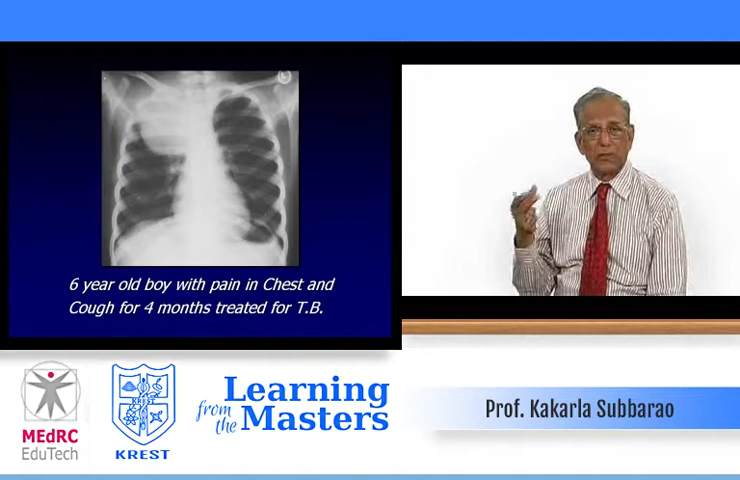 6 year old boy with pain in Chest and
Cough for 4 months treated for T.B.
MEdRC
EduTech
KREST
KREST
Learning
from the
Masters
Prof. Kakarla Subbarao